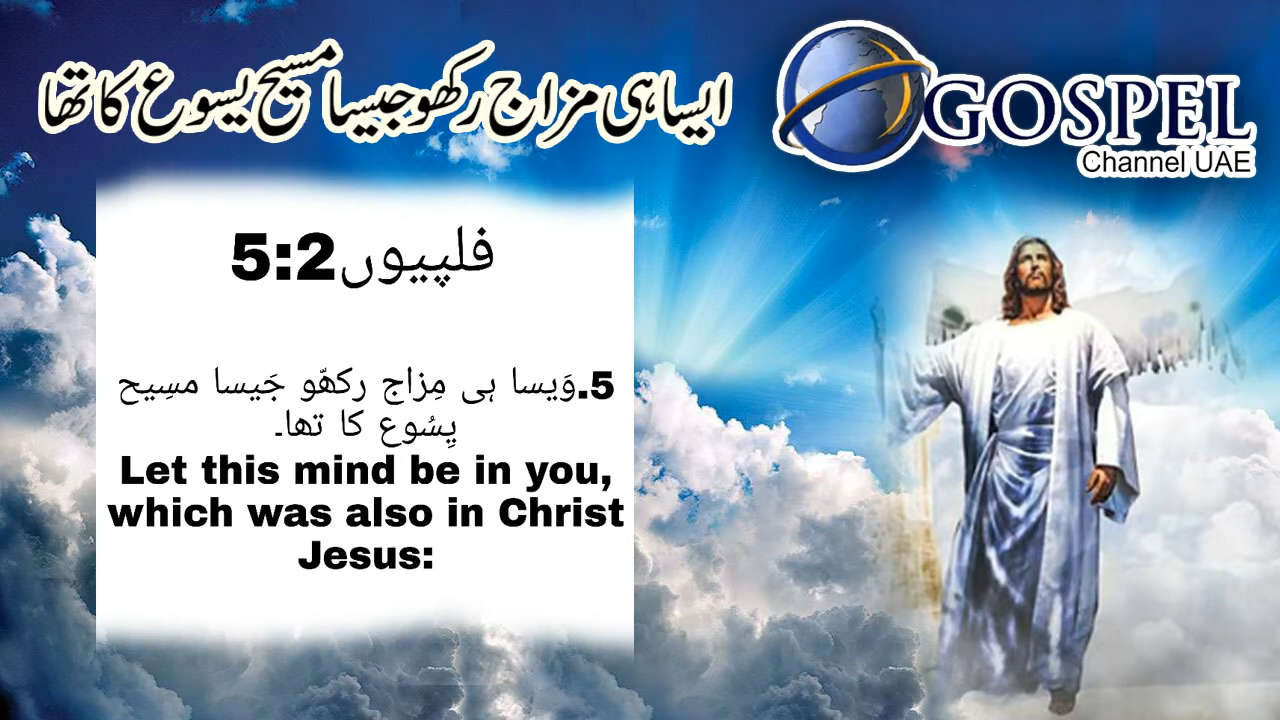 ایسا ہی مزاج رکھو جیسا مسیح یسوع کا تھا
GOSPEL
Channel UAE
فلپیوں5:2
5.وَیسا ہی مِزاج رکھّو جَیسا مسِیح
یِسُوع کا تھا۔
Let this mind be in you,
which was also in Christ
Jesus: